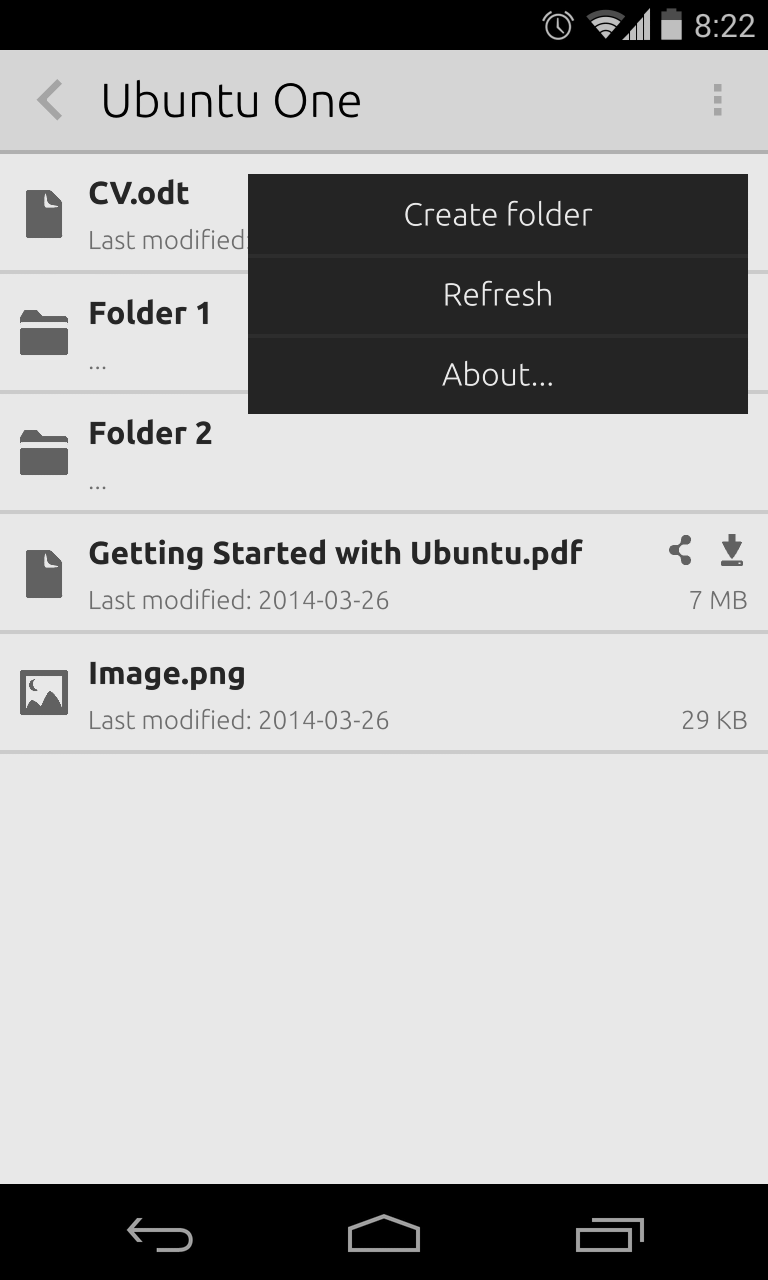 8:22
Ubuntu One
CV.odt
Last modified:
Create folder
Refresh
About...
Folder 1
...
Folder 2
...
Getting Started with Ubuntu.pdf
Last modified: 2014-03-26 7 MB
Image.png
Last modified: 2014-03-26 29 KB